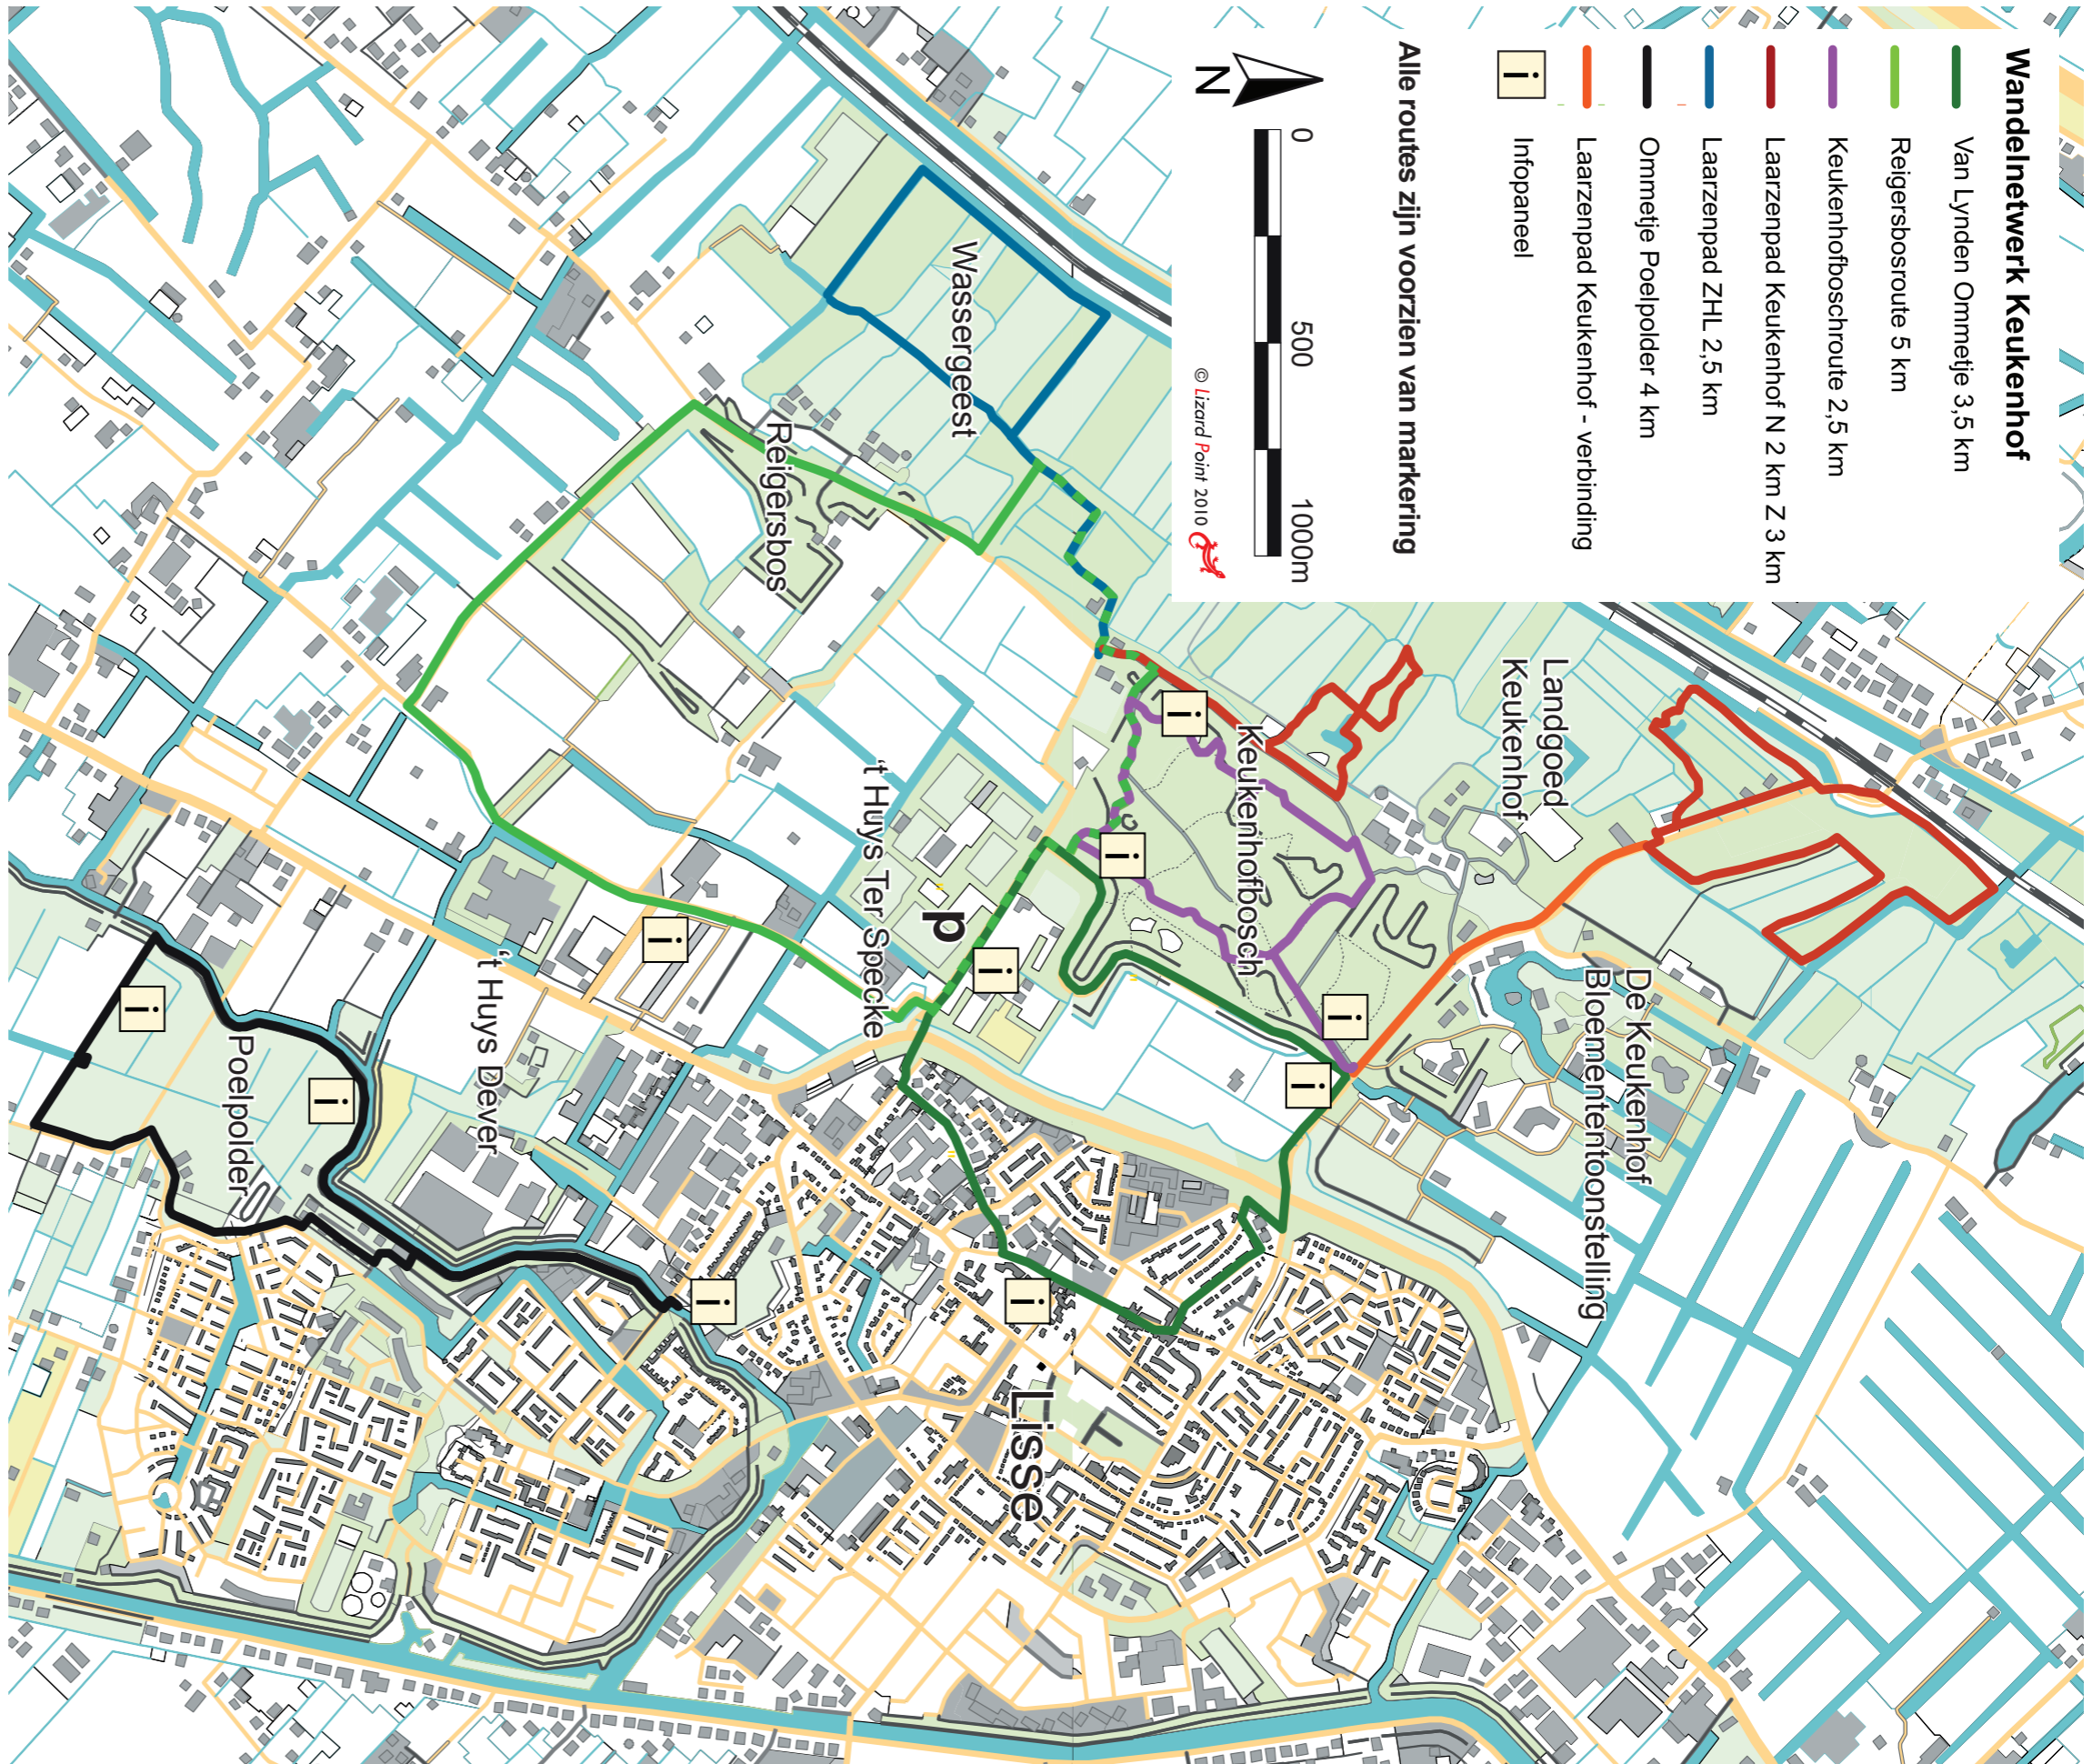 Wandelnetwerk Keukenhof
Van Lynden Ommetje 3,5 km
Reigersbosroute 5 km
Keukenhofboschroute 2,5 km
Laarzenpad Keukenhof N 2 km Z 3 km
Laarzenpad ZHL 2,5 km
Ommetje Poelpolder 4 km
Laarzenpad Keukenhof - verbinding
i Infopaneel
Alle routes zijn voorzien van markering
0 500 1000m
N
© Lizard Point 2010
Landgoed
Keukenhof
De Keukenhof
Bloemententoonstelling
Keukenhofbosch
Wassergeest
Reigersbos
't Huys Ter Specke
p
't Huys Dever
Poelpolder
Lisse
i
i
i
i
i
i
i
i
i
i